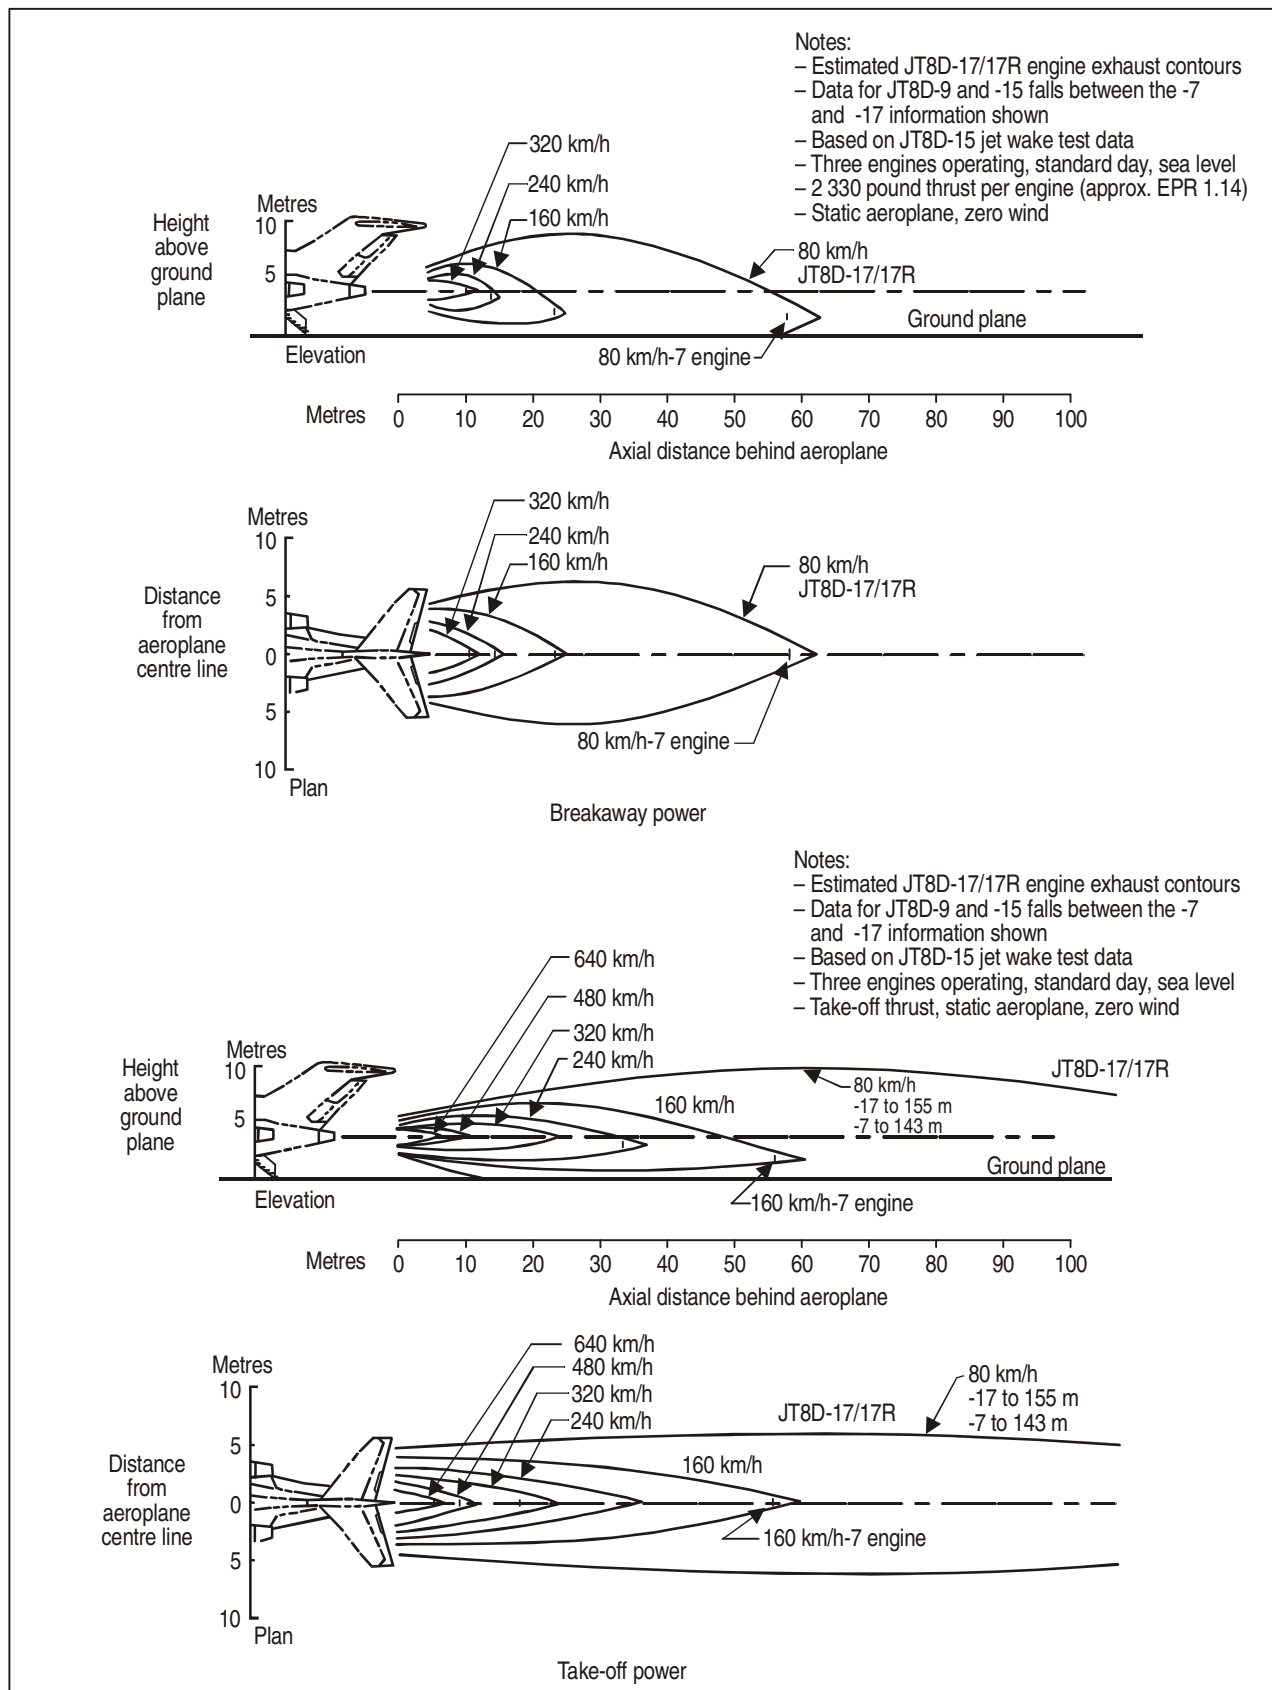 Notes:
– Estimated JT8D-17/17R engine exhaust contours
– Data for JT8D-9 and -15 falls between the -7
and -17 information shown
– Based on JT8D-15 jet wake test data
– Three engines operating, standard day, sea level
– 2 330 pound thrust per engine (approx. EPR 1.14)
– Static aeroplane, zero wind
320 km/h
240 km/h
160 km/h
80 km/h
JT8D-17/17R
Height
above
ground
plane
Metres
10
5
Ground plane
Elevation
80 km/h-7 engine
Metres 0 10 20 30 40 50 60 70 80 90 100
Axial distance behind aeroplane
320 km/h
240 km/h
160 km/h
80 km/h
JT8D-17/17R
Metres
10
5
0
5
10
Distance
from
aeroplane
centre line
80 km/h-7 engine
Plan
Breakaway power
Notes:
– Estimated JT8D-17/17R engine exhaust contours
– Data for JT8D-9 and -15 falls between the -7
and -17 information shown
– Based on JT8D-15 jet wake test data
– Three engines operating, standard day, sea level
– Take-off thrust, static aeroplane, zero wind
640 km/h
480 km/h
320 km/h
240 km/h
160 km/h
JT8D-17/17R
80 km/h
-17 to 155 m
-7 to 143 m
Height
above
ground
plane
Metres
10
5
Ground plane
Elevation
160 km/h-7 engine
Metres 0 10 20 30 40 50 60 70 80 90 100
Axial distance behind aeroplane
640 km/h
480 km/h
320 km/h
240 km/h
160 km/h
JT8D-17/17R
80 km/h
-17 to 155 m
-7 to 143 m
Metres
10
5
0
5
10
Distance
from
aeroplane
centre line
160 km/h-7 engine
Plan
Take-off power